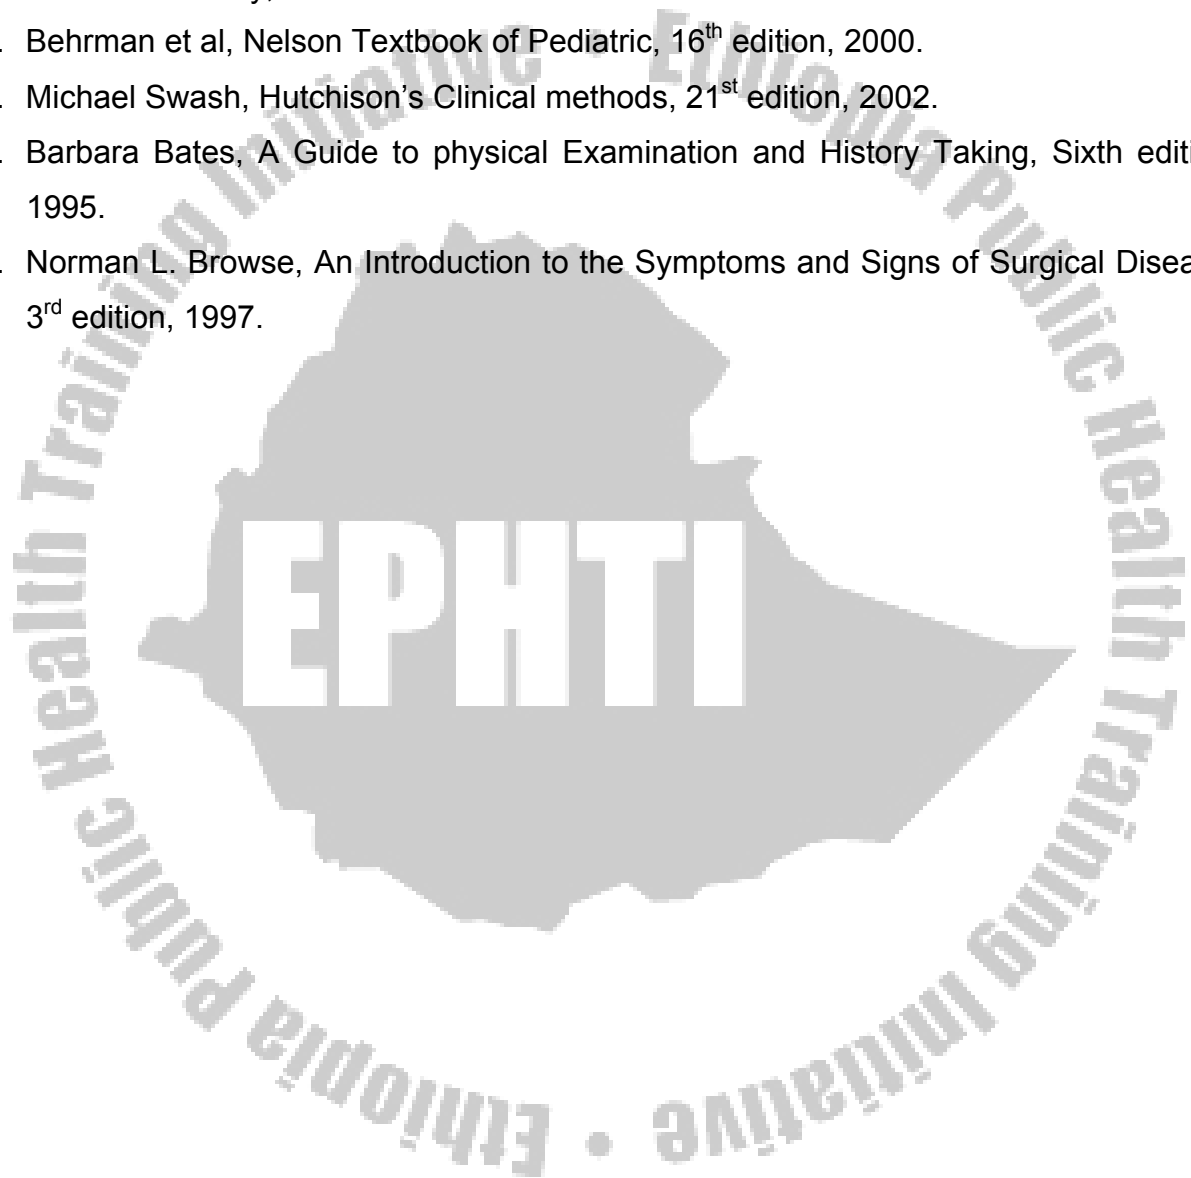 . Behrman et al, Nelson Textbook of Pediatric, 16th edition, 2000.
. Michael Swash, Hutchison’s Clinical methods, 21st edition, 2002.
. Barbara Bates, A Guide to physical Examination and History Taking, Sixth editi
1995.
. Norman L. Browse, An Introduction to the Symptoms and Signs of Surgical Disea
3rd edition, 1997.
EPHTI
Ethiopia Public Health Training Initiative • Ethiopia Public Health Training Initiative •